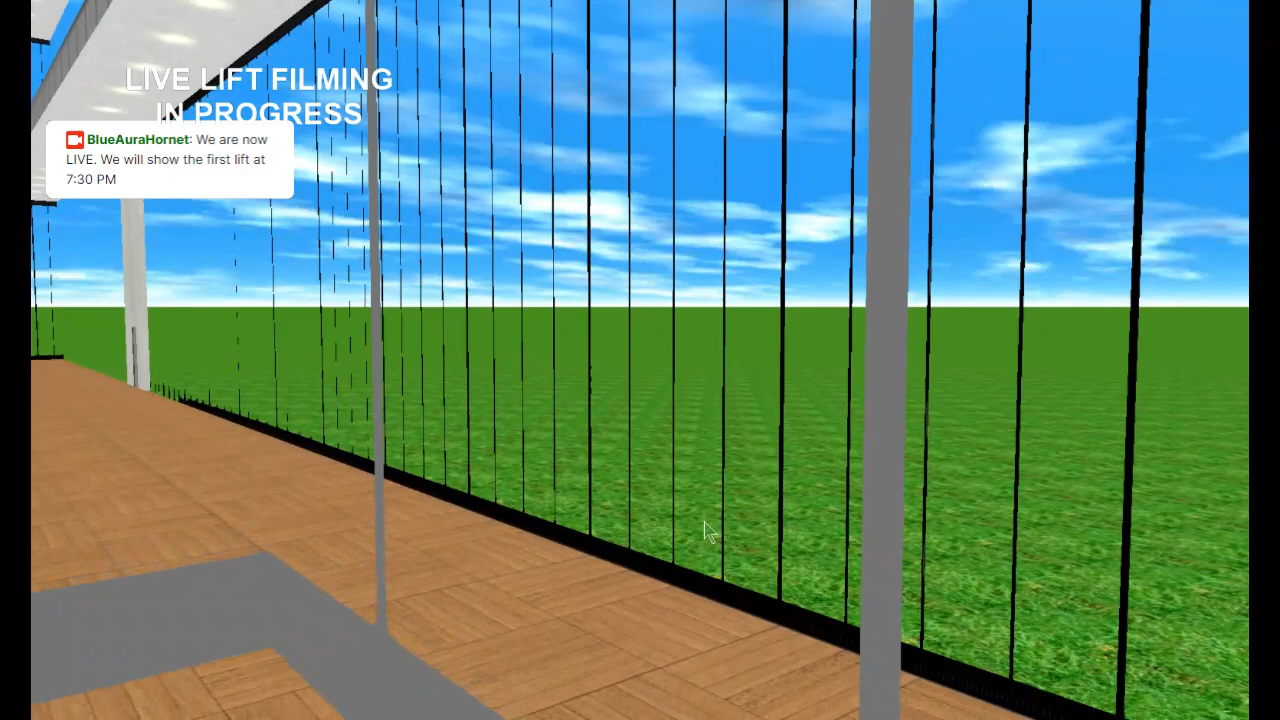 LIVE LIFT FILMING
IN PROGRESS
BlueAuraHornet: We are now
LIVE. We will show the first lift at
7:30 PM